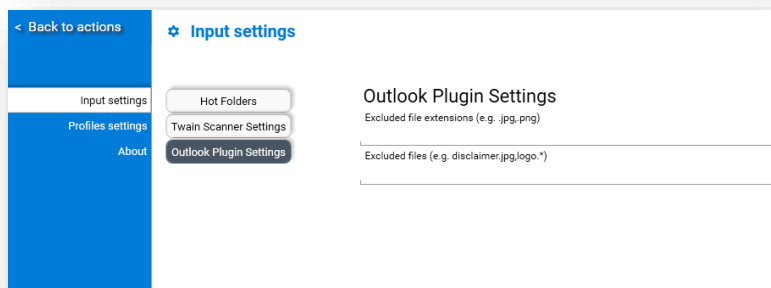 < Back to actions
Input settings
Input settings
Profiles settings
About
Hot Folders
Twain Scanner Settings
Outlook Plugin Settings
Outlook Plugin Settings
Excluded file extensions (e.g. .jpg,.png)
Excluded files (e.g. disclaimer.jpg,logo.*)